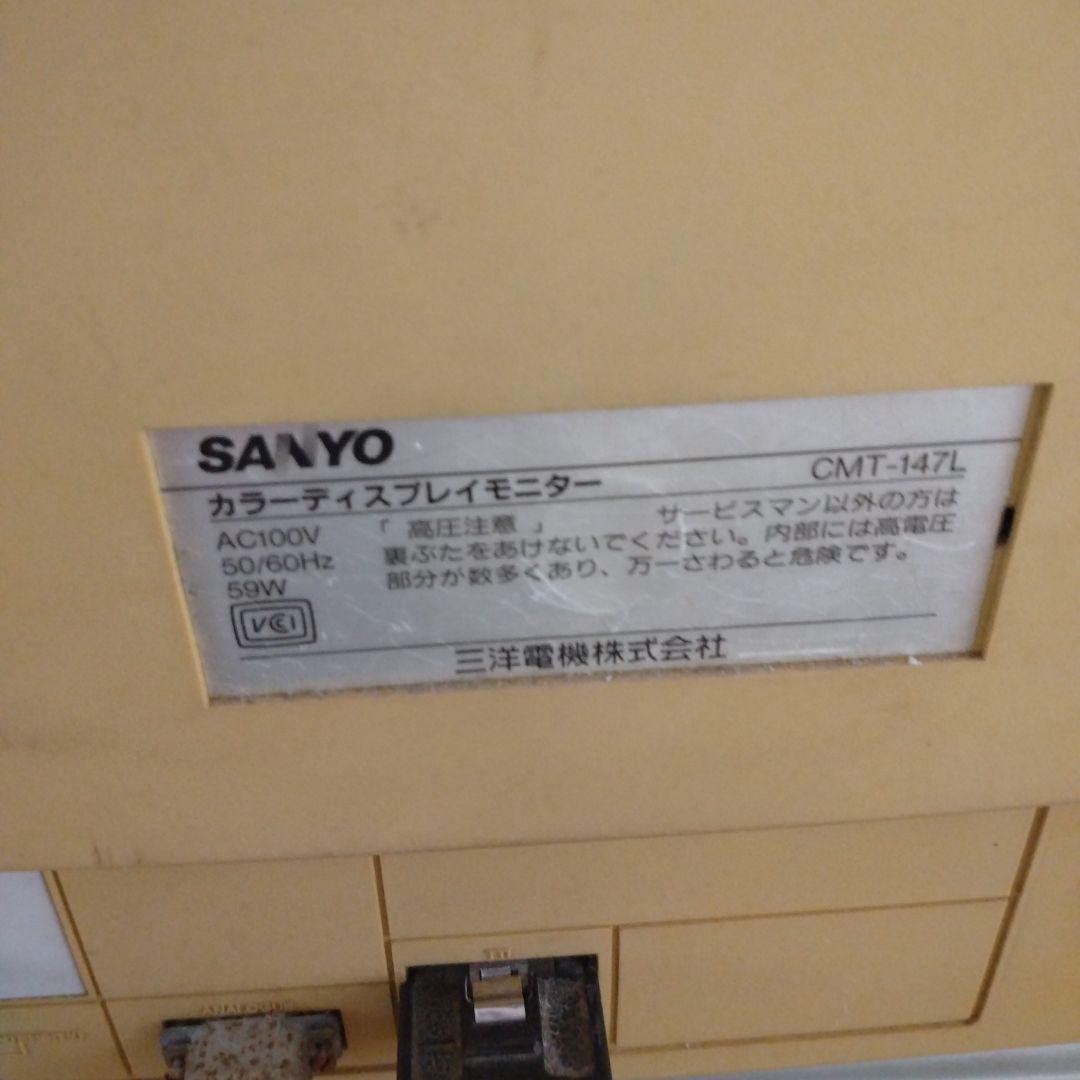 SANYO
CMT-147L
カラーディスプレイモニター
AC100V
50/60Hz
59W
「 高圧注意 」 サービスマン以外の方は
裏ぶたをあけないでください。内部には高電圧
部分が数多くあり、万一さわると危険です。
VCCI
三洋電機株式会社
ANALOGUE